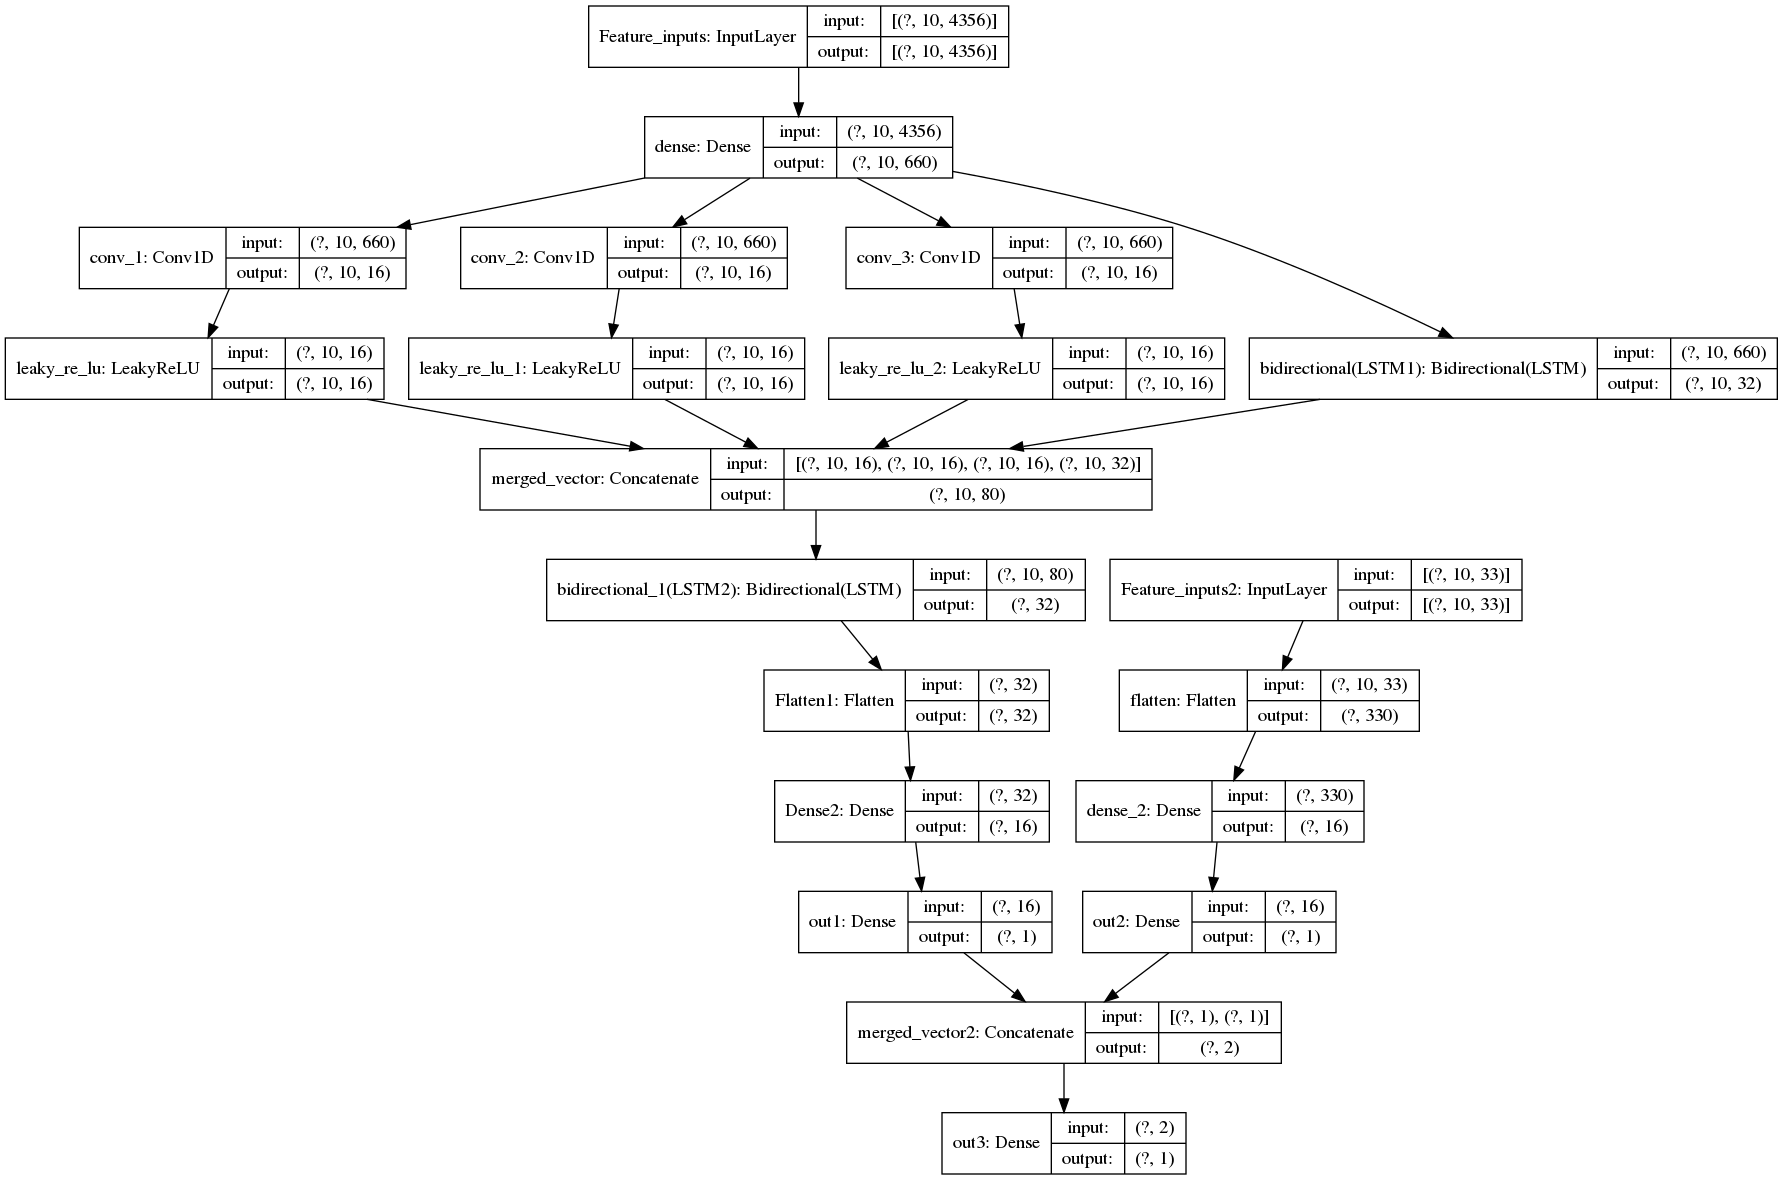 Feature_inputs: InputLayer
input:
[(?, 10, 4356)]
output:
[(?, 10, 4356)]
dense: Dense
input:
(?, 10, 4356)
output:
(?, 10, 660)
conv_1: Conv1D
input:
(?, 10, 660)
output:
(?, 10, 16)
conv_2: Conv1D
input:
(?, 10, 660)
output:
(?, 10, 16)
conv_3: Conv1D
input:
(?, 10, 660)
output:
(?, 10, 16)
leaky_re_lu: LeakyReLU
input:
(?, 10, 16)
output:
(?, 10, 16)
leaky_re_lu_1: LeakyReLU
input:
(?, 10, 16)
output:
(?, 10, 16)
leaky_re_lu_2: LeakyReLU
input:
(?, 10, 16)
output:
(?, 10, 16)
bidirectional(LSTM1): Bidirectional(LSTM)
input:
(?, 10, 660)
output:
(?, 10, 32)
merged_vector: Concatenate
input:
[(?, 10, 16), (?, 10, 16), (?, 10, 16), (?, 10, 32)]
output:
(?, 10, 80)
bidirectional_1(LSTM2): Bidirectional(LSTM)
input:
(?, 10, 80)
output:
(?, 32)
Feature_inputs2: InputLayer
input:
[(?, 10, 33)]
output:
[(?, 10, 33)]
Flatten1: Flatten
input:
(?, 32)
output:
(?, 32)
flatten: Flatten
input:
(?, 10, 33)
output:
(?, 330)
Dense2: Dense
input:
(?, 32)
output:
(?, 16)
dense_2: Dense
input:
(?, 330)
output:
(?, 16)
out1: Dense
input:
(?, 16)
output:
(?, 1)
out2: Dense
input:
(?, 16)
output:
(?, 1)
merged_vector2: Concatenate
input:
[(?, 1), (?, 1)]
output:
(?, 2)
out3: Dense
input:
(?, 2)
output:
(?, 1)